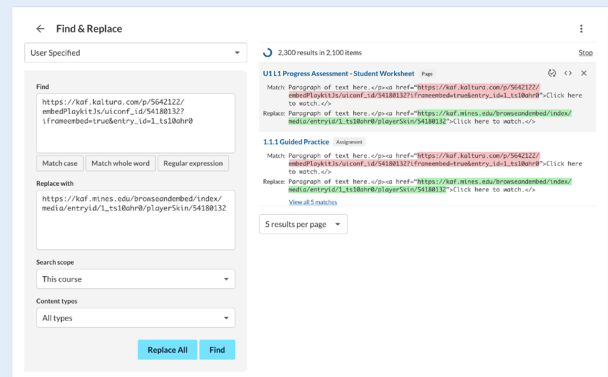 Find & Replace
User Specified
Find
https://kaf.kaltura.com/p/5642122/
embedPlaykitJs/uiconf_id/54180132?
iframeembed=true&entry_id=1_ts10ahr0
Match case
Match whole word
Regular expression
Replace with
https://kaf.mines.edu/browseandembed/index/
media/entryid/1_ts10ahr0/playerSkin/54180132
Search scope
This course
Content types
All types
Replace All
Find
2,300 results in 2,100 items
Stop
U1 L1 Progress Assessment - Student Worksheet Page
Match: Paragraph of text here.</p><a href="https://kaf.kaltura.com/p/5642122/
embedPlaykitJs/uiconf_id/54180132?iframeembed=true&entry_id=1_ts10ahr0">Click here
to watch.</>
Replace: Paragraph of text here.</p><a href="https://kaf.mines.edu/browseandembed/index/
media/entryid/1_ts10ahr0/playerSkin/54180132">Click here to watch.</>
1.1.1 Guided Practice Assignment
Match: Paragraph of text here.</p><a href="https://kaf.kaltura.com/p/5642122/
embedPlaykitJs/uiconf_id/54180132?iframeembed=true&entry_id=1_ts10ahr0">Click here
to watch.</>
Replace: Paragraph of text here.</p><a href="https://kaf.mines.edu/browseandembed/index/
media/entryid/1_ts10ahr0/playerSkin/54180132">Click here to watch.</>
View all 5 matches
5 results per page